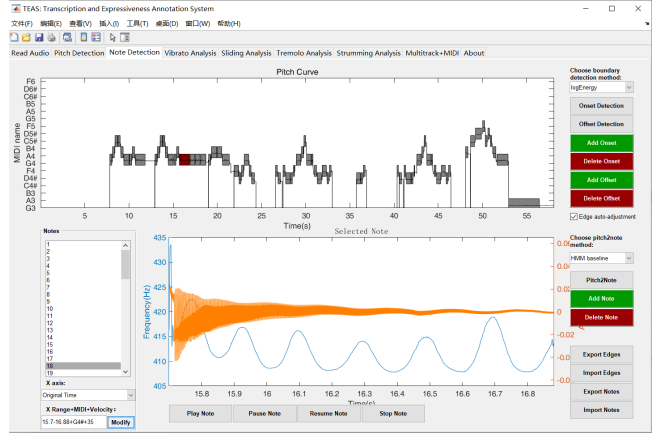 TEAS: Transcription and Expressiveness Annotation System
文件(F) 编辑(E) 查看(V) 插入(I) 工具(T) 桌面(D) 窗口(W) 帮助(H)
Read Audio Pitch Detection Note Detection Vibrato Analysis Sliding Analysis Tremolo Analysis Strumming Analysis Multitrack+MIDI About
Pitch Curve
MIDI name
F6
D6#
C6#
B5
A5
G5
F5
D5#
C5#
B4
A4
G4
F4
D4#
C4#
B3
A3
G3
5 10 15 20 25 30 35 40 45 50 55
Time(s)
Choose boundary
detection method:
logEnergy
Onset Detection
Offset Detection
Add Onset
Delete Onset
Add Offset
Delete Offset
Edge auto-adjustment
Choose pitch2note
method:
HMM baseline
Pitch2Note
Add Note
Delete Note
Export Edges
Import Edges
Export Notes
Import Notes
Notes
1
2
3
4
5
6
7
8
9
10
11
12
13
14
15
16
17
18
19
X axis:
Original Time
X Range+MIDI+Velocity:
15.7-16.88+G4#+35
Modify
Selected Note
Frequency(Hz)
435
430
425
420
415
410
405
15.8 15.9 16 16.1 16.2 16.3 16.4 16.5 16.6 16.7 16.8
Time(s)
0
-0.02
Play Note
Pause Note
Resume Note
Stop Note